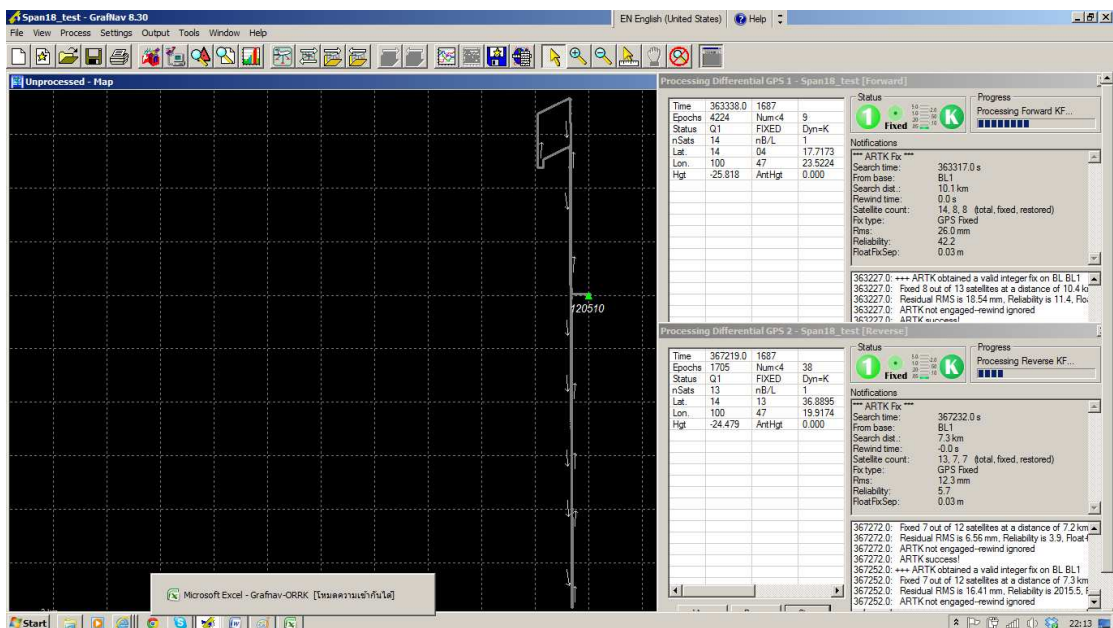 Span18_test - GrafNav 8.30
EN English (United States) Help
File View Process Settings Output Tools Window Help
Unprocessed - Map
120510
Processing Differential GPS 1 - Span18_test [Forward]
Time 363338.0 1687
Epochs 4224 Num<4 9
Status Q1 FIXED Dyn=K
nSats 14 nB/L 1
Lat. 14 04 17.7173
Lon. 100 47 23.5224
Hgt -25.818 AntHgt 0.000
Status
1 Fixed K
Progress
Processing Forward KF...
Notifications
*** ARTK Fix ***
Search time: 363317.0 s
From base: BL1
Search dist.: 10.1 km
Rewind time: 0.0 s
Satellite count: 14, 8, 8 (total, fixed, restored)
Fix type: GPS Fixed
Rms: 26.0 mm
Reliability: 42.2
FloatFixSep: 0.03 m
363227.0: +++ ARTK obtained a valid integer fix on BL BL1
363227.0: Fixed 8 out of 13 satellites at a distance of 10.4 k
363227.0: Residual RMS is 18.54 mm, Reliability is 11.4, Flo
363227.0: ARTK not engaged--rewind ignored
363227.0: ARTK success!
Processing Differential GPS 2 - Span18_test [Reverse]
Time 367219.0 1687
Epochs 1705 Num<4 38
Status Q1 FIXED Dyn=K
nSats 13 nB/L 1
Lat. 14 13 36.8895
Lon. 100 47 19.9174
Hgt -24.479 AntHgt 0.000
Status
1 Fixed K
Progress
Processing Reverse KF...
Notifications
*** ARTK Fix ***
Search time: 367232.0 s
From base: BL1
Search dist.: 7.3 km
Rewind time: -0.0 s
Satellite count: 13, 7, 7 (total, fixed, restored)
Fix type: GPS Fixed
Rms: 12.3 mm
Reliability: 5.7
FloatFixSep: 0.03 m
367272.0: Fixed 7 out of 12 satellites at a distance of 7.2 km
367272.0: Residual RMS is 6.56 mm, Reliability is 3.9, Float
367272.0: ARTK not engaged--rewind ignored
367272.0: ARTK success!
367252.0: +++ ARTK obtained a valid integer fix on BL BL1
367252.0: Fixed 7 out of 12 satellites at a distance of 7.3 km
367252.0: Residual RMS is 16.41 mm, Reliability is 2015.5, F
367252.0: ARTK not engaged--rewind ignored
Microsoft Excel - Grafnav-ORRK [โหมดความเข้ากันได้]
Start
22:13